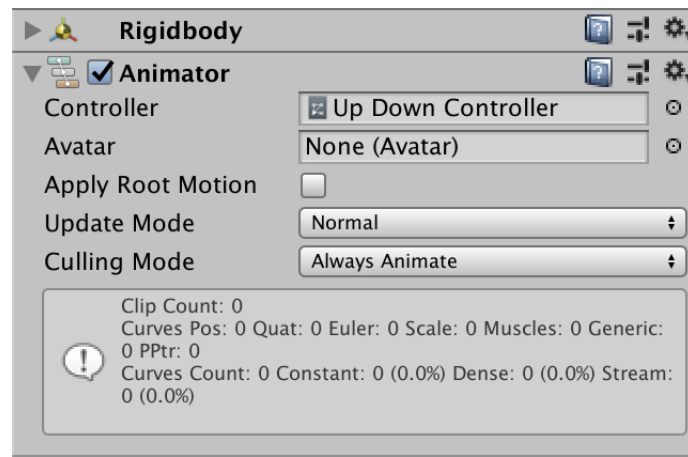 Rigidbody
Animator
Controller Up Down Controller
Avatar None (Avatar)
Apply Root Motion
Update Mode Normal
Culling Mode Always Animate
Clip Count: 0
Curves Pos: 0 Quat: 0 Euler: 0 Scale: 0 Muscles: 0 Generic:
0 PPtr: 0
Curves Count: 0 Constant: 0 (0.0%) Dense: 0 (0.0%) Stream:
0 (0.0%)